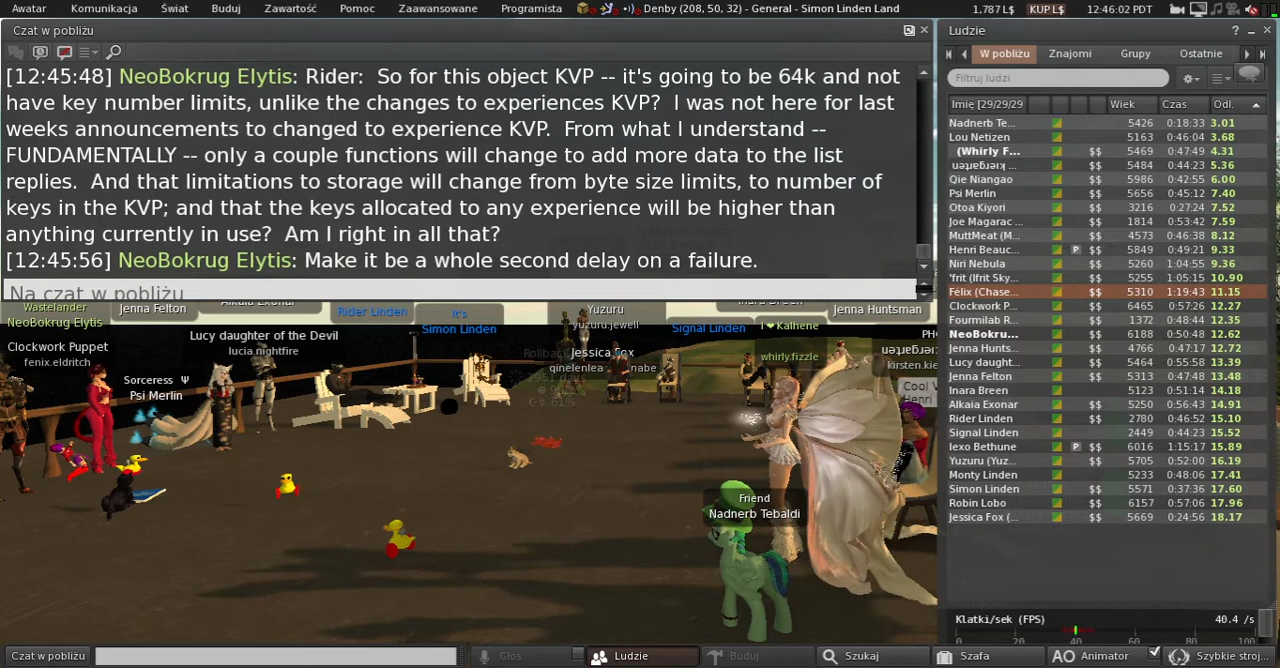 Awatar Komunikacja Świat Buduj Zawartość Pomoc Zaawansowane Programista Denby (208, 50, 32) - General - Simon Linden Land 1,787 L$ KUP L$ 12:46:02 PDT
Czat w pobliżu
[12:45:48] NeoBokrug Elytis: Rider: So for this object KVP -- it's going to be 64k and not
have key number limits, unlike the changes to experiences KVP? I was not here for last
weeks announcements to changed to experience KVP. From what I understand --
FUNDAMENTALLY -- only a couple functions will change to add more data to the list
replies. And that limitations to storage will change from byte size limits, to number of
keys in the KVP; and that the keys allocated to any experience will be higher than
anything currently in use? Am I right in all that?
[12:45:56] NeoBokrug Elytis: Make it be a whole second delay on a failure.
Na czat w pobliżu
Wastelander
NeoBokrug Elytis
Jenna Felton
Alkaia Exonar
Rider Linden
It's
Simon Linden
Yuzuru
yuzuru.jewell
Signal Linden
Inara Breen
I ❤ Kalhene
whirly.fizzle
Jenna Huntsman
Clockwork Puppet
fenix.eldritch
Lucy daughter of the Devil
lucia.nightfire
Jessica Fox
Sorceress Ψ
Psi Merlin
Friend
Nadnerb Tebaldi
Ludzie
W pobliżu Znajomi Grupy Ostatnie
Filtruj ludzi
Imię [29/29/29 Wiek Czas Odl.
Nadnerb Te... 5426 0:18:33 3.01
Lou Netizen 5163 0:46:04 3.68
(Whirly F... $$ 5469 0:47:49 4.31
$$ 5484 0:44:23 5.36
Qie Niangao $$ 5986 0:42:55 6.00
Psi Merlin $$ 5656 0:45:12 7.40
Otoa Kiyori $$ 3216 0:27:24 7.52
Joe Magarac ... $$ 1814 0:53:42 7.59
MuttMeat (M... $$ 4573 0:46:38 8.12
Henri Beauc... P $$ 5849 0:49:21 9.33
Niri Nebula $$ 5260 1:04:55 9.36
'frit (Ifrit Sky... $$ 5255 1:05:15 10.90
Félix (Chase... $$ 5310 1:19:43 11.15
Clockwork P... $$ 6465 0:57:26 12.27
Fourmilab R... $$ 1372 0:48:44 12.35
NeoBokru... $$ 6188 0:50:48 12.62
Jenna Hunts... $$ 4766 0:47:17 12.72
Lucy daught... $$ 5464 0:55:58 13.39
Jenna Felton $$ 5313 0:47:48 13.48
Inara Breen 5123 0:51:14 14.18
Alkaia Exonar $$ 5250 0:56:43 14.91
Rider Linden $$ 2780 0:46:52 15.10
Signal Linden 2449 0:44:23 15.52
Iexo Bethune P $$ 6016 1:15:17 15.89
Yuzuru (Yuz... $$ 5705 0:52:00 16.19
Monty Linden 5233 0:48:06 17.41
Simon Linden $$ 5571 0:37:36 17.60
Robin Lobo $$ 6157 0:57:06 17.96
Jessica Fox (... $$ 5669 0:24:56 18.17
Klatki/sek (FPS) 40.4 /s
0 20 40 60 80 100
Czat w pobliżu Głos Ludzie Buduj Szukaj Szafa AO Animator Szybkie stroj...